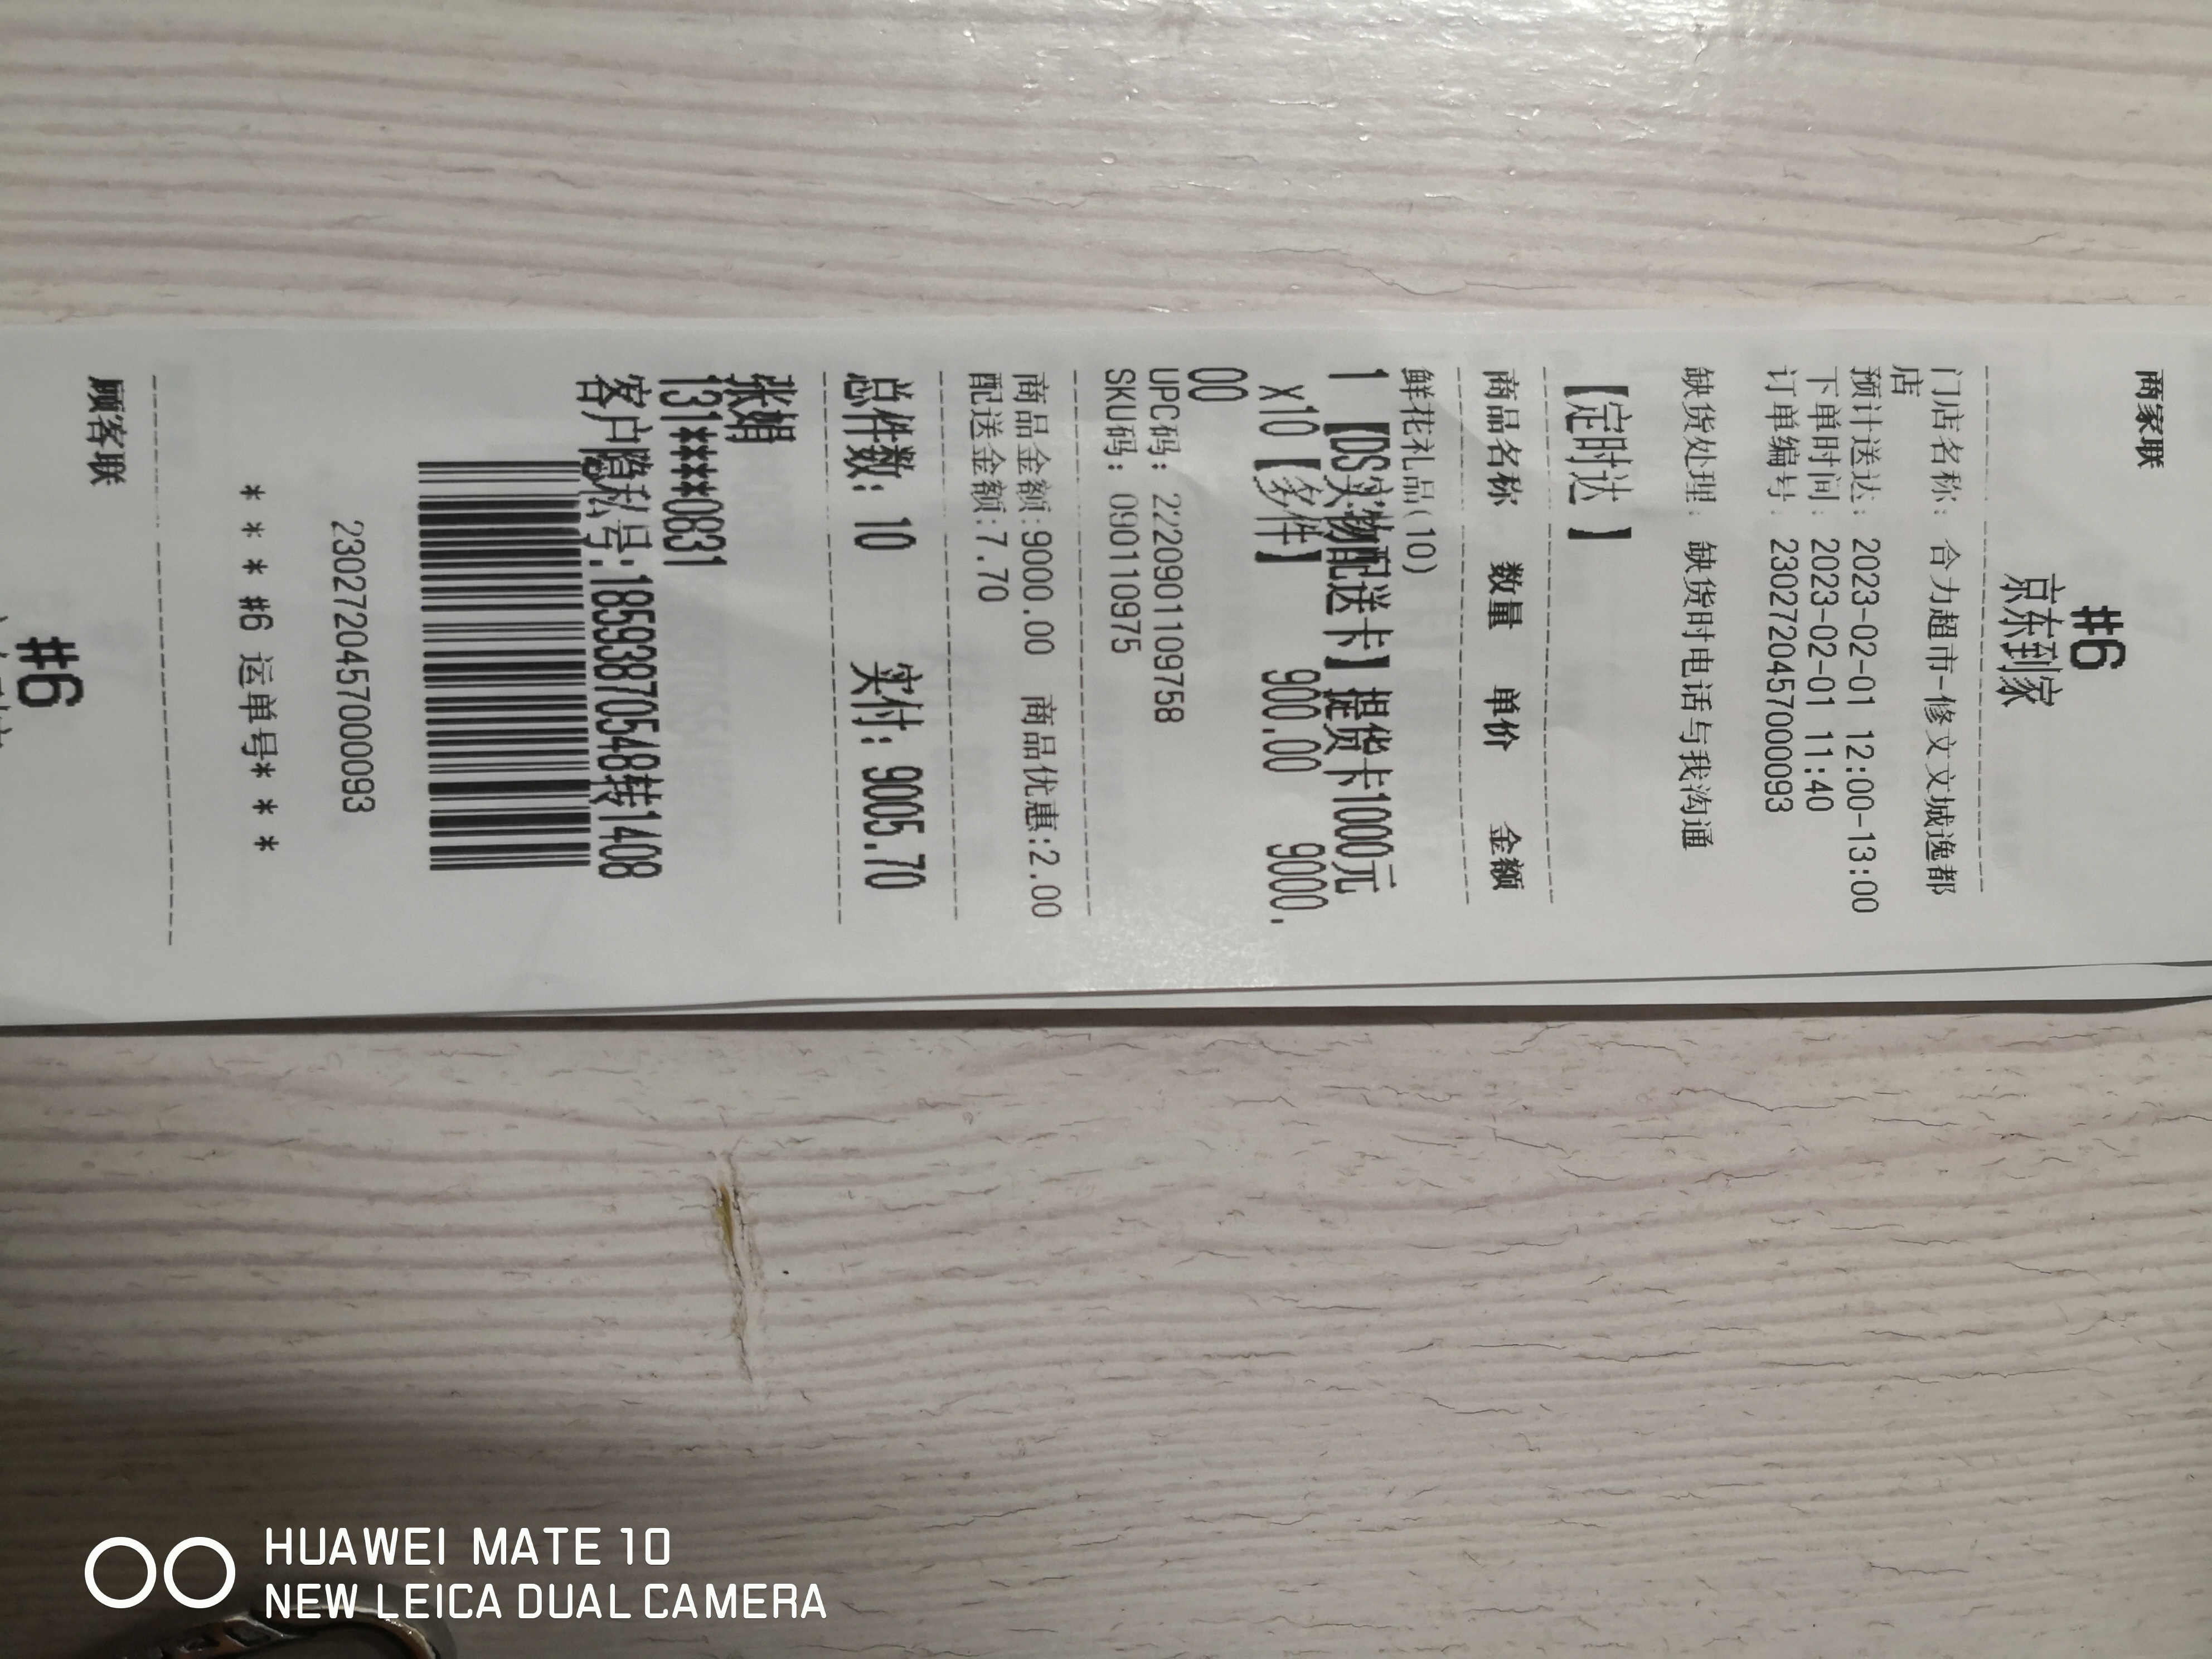 商家联
#6
京东到家
门店名称: 合力超市-修文文城逸都
店
预计送达: 2023-02-01 12:00-13:00
下单时间: 2023-02-01 11:40
订单编号: 2302720457000093
缺货处理: 缺货时电话与我沟通
【定时达】
商品名称 数量 单价 金额
鲜花礼品(10)
1 【DS实物配送卡】提货卡1000元
x10【多件】 900.00 9000.
00
UPC码: 2220901109758
SKU码: 090110975
商品金额:9000.00 商品优惠:2.00
配送金额:7.70
总件数: 10 实付: 9005.70
张娟
131****0831
客户隐私号:18593870548转1408
2302720457000093
* * * #6 运单号* * *
顾客联
#6
HUAWEI MATE 10
NEW LEICA DUAL CAMERA